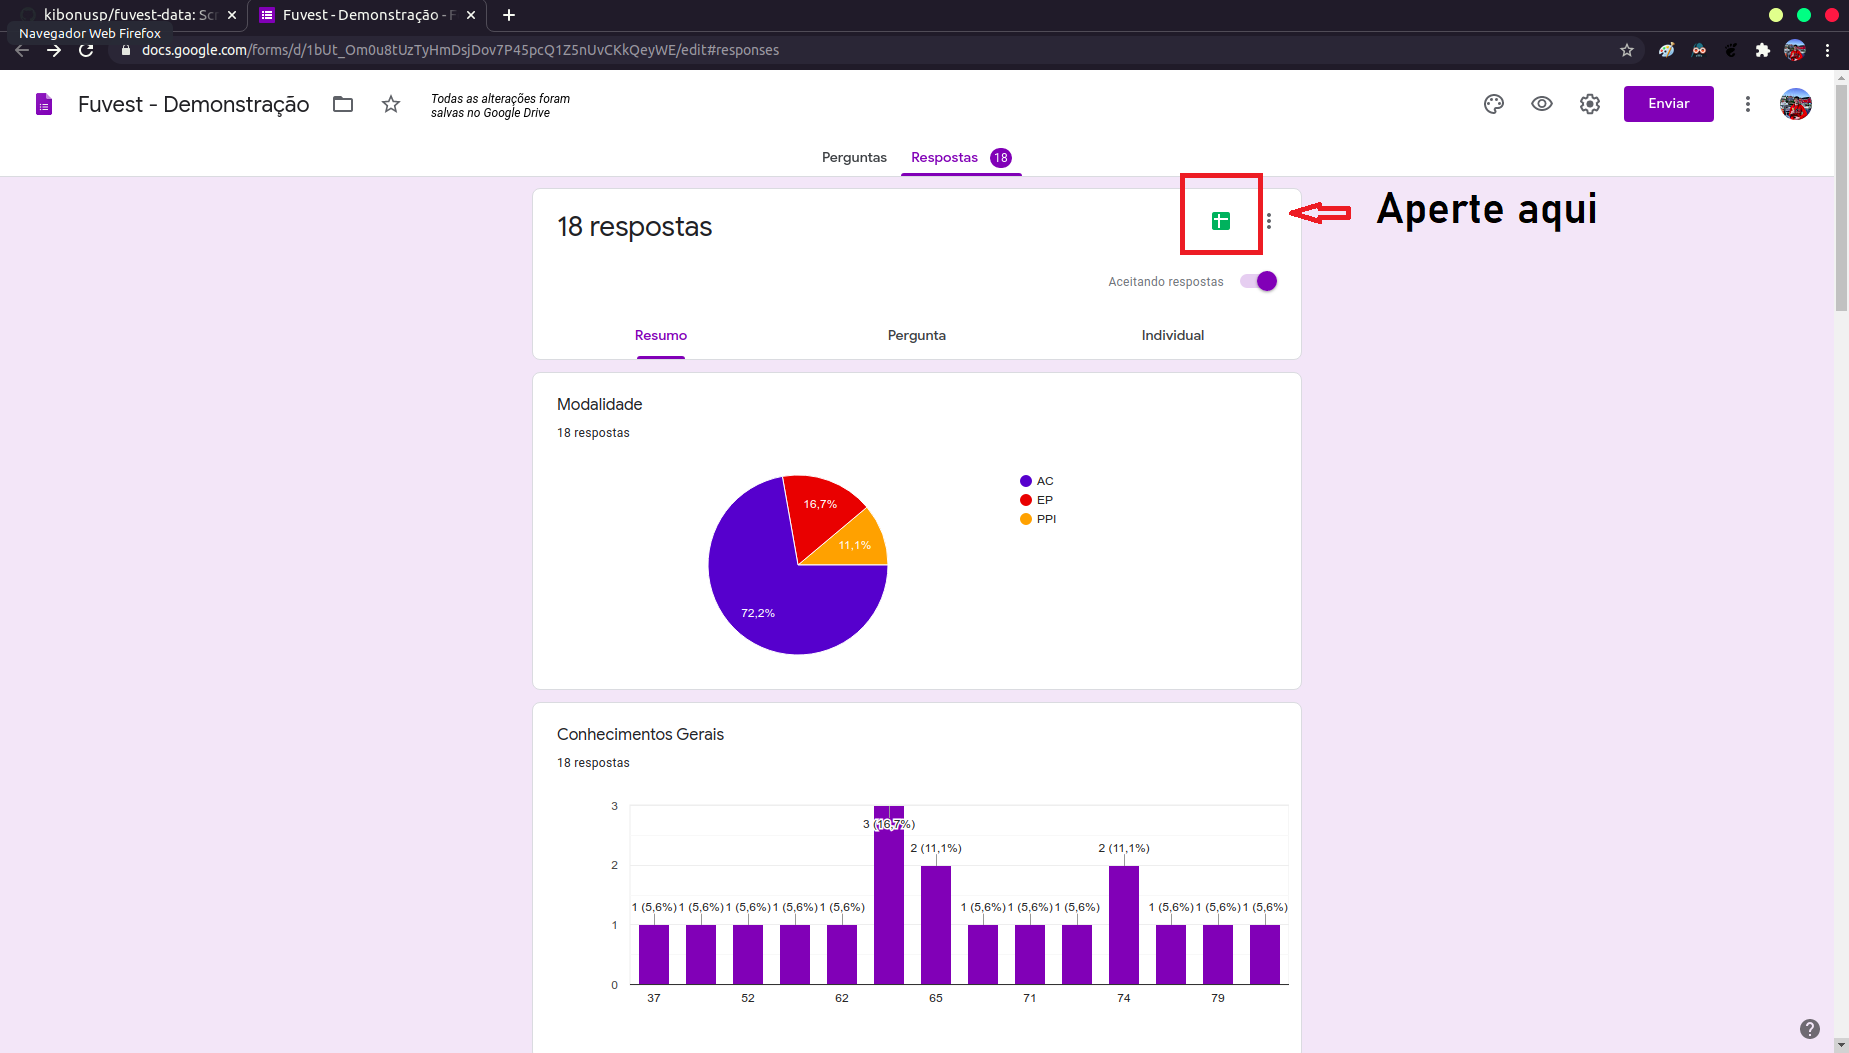 kibonusp/fuvest-data: Scr
Fuvest - Demonstração - F
Navegador Web Firefox
docs.google.com/forms/d/1bUt_Om0u8tUzTyHmDsjDov7P45pcQ1Z5nUvCKkQeyWE/edit#responses
Fuvest - Demonstração
Todas as alterações foram
salvas no Google Drive
Enviar
Perguntas
Respostas 18
18 respostas
Aperte aqui
Aceitando respostas
Resumo
Pergunta
Individual
Modalidade
18 respostas
16,7%
11,1%
72,2%
AC
EP
PPI
Conhecimentos Gerais
18 respostas
3
3 (16,7%)
2 (11,1%)
2 (11,1%)
2
1 (5,6%) 1 (5,6%) 1 (5,6%) 1 (5,6%) 1 (5,6%) 1 (5,6%) 1 (5,6%) 1 (5,6%) 1 (5,6%) 1 (5,6%) 1 (5,6%)
1
0
37 52 62 65 71 74 79